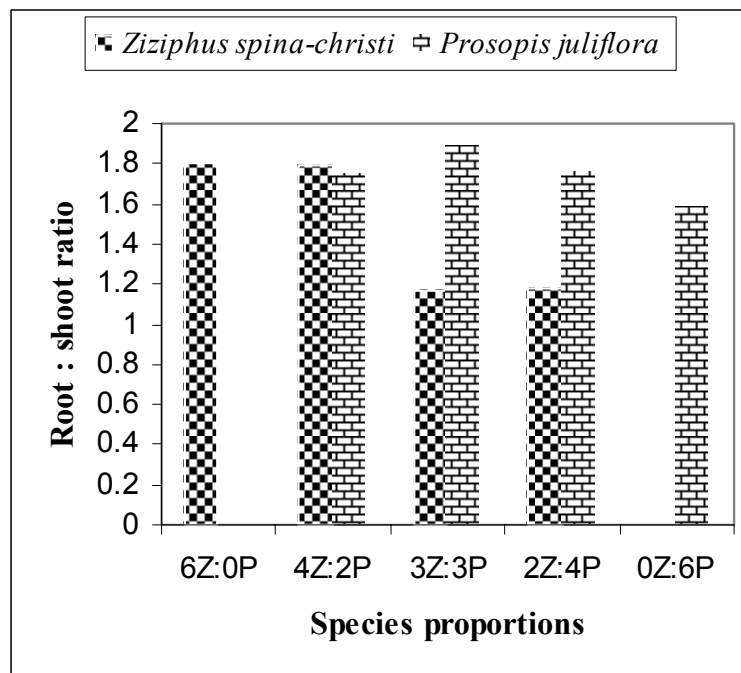 Ziziphus spina-christi Prosopis juliflora
Root : shoot ratio
2
1.8
1.6
1.4
1.2
1
0.8
0.6
0.4
0.2
0
6Z:0P 4Z:2P 3Z:3P 2Z:4P 0Z:6P
Species proportions